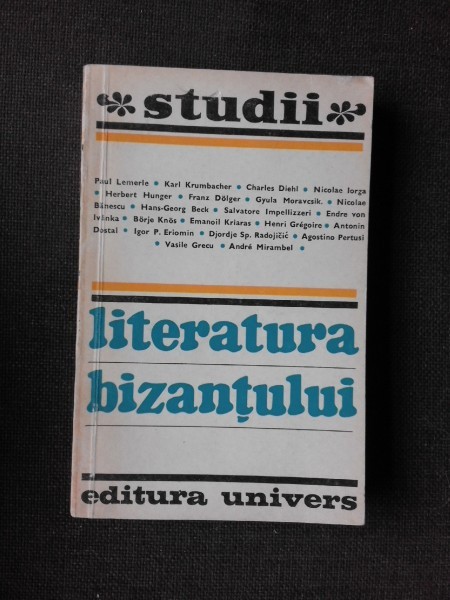 studii
Paul Lemerle • Karl Krumbacher • Charles Diehl • Nicolae Iorga
• Herbert Hunger • Franz Dölger • Gyula Moravcsik. • Nicolae
Bănescu • Hans-Georg Beck • Salvatore Impellizzeri • Endre von
Ivánka • Börje Knös • Emanoil Kriaras • Henri Grégoire • Antonin
Dostal • Igor P. Eriomin • Djordje Sp. Radojičić • Agostino Pertusi
• Vasile Grecu • André Mirambel •
literatura
bizanțului
editura univers